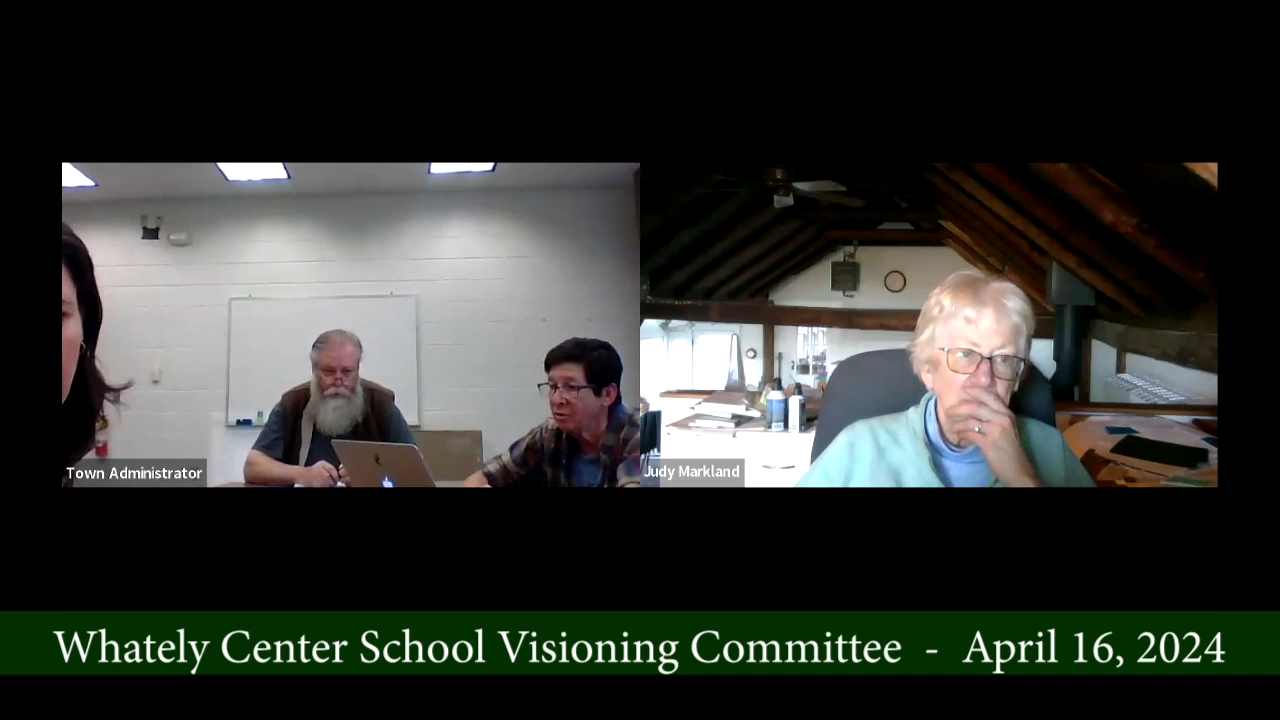 Town Administrator
Judy Markland
Whately Center School Visioning Committee - April 16, 2024